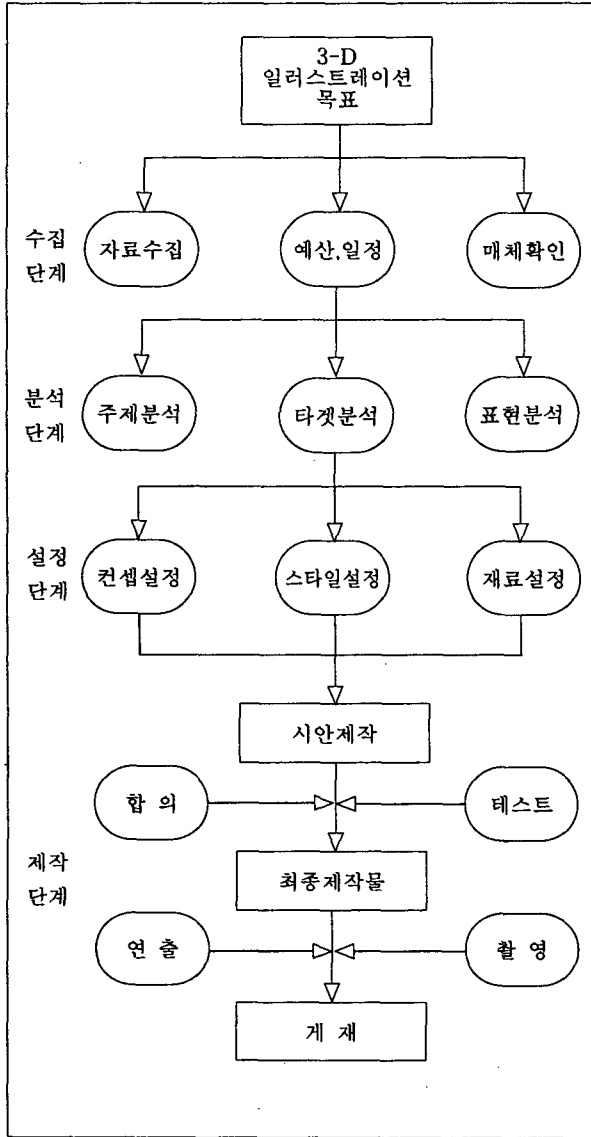 3-D
일러스트레이션
목표
수집
단계
자료수집
예산,일정
매체확인
분석
단계
주제분석
타겟분석
표현분석
설정
단계
컨셉설정
스타일설정
재료설정
시안제작
합 의
테스트
제작
단계
최종제작물
연 출
촬 영
게 재